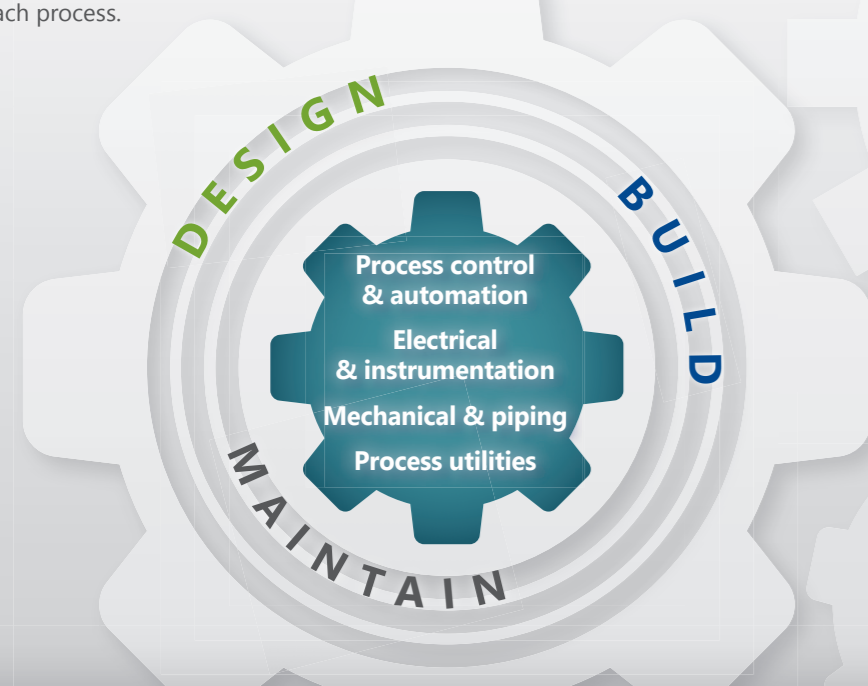 ach process.
DESIGN
BUILD
Process control
& automation
Electrical
& instrumentation
Mechanical & piping
Process utilities
MAINTAIN